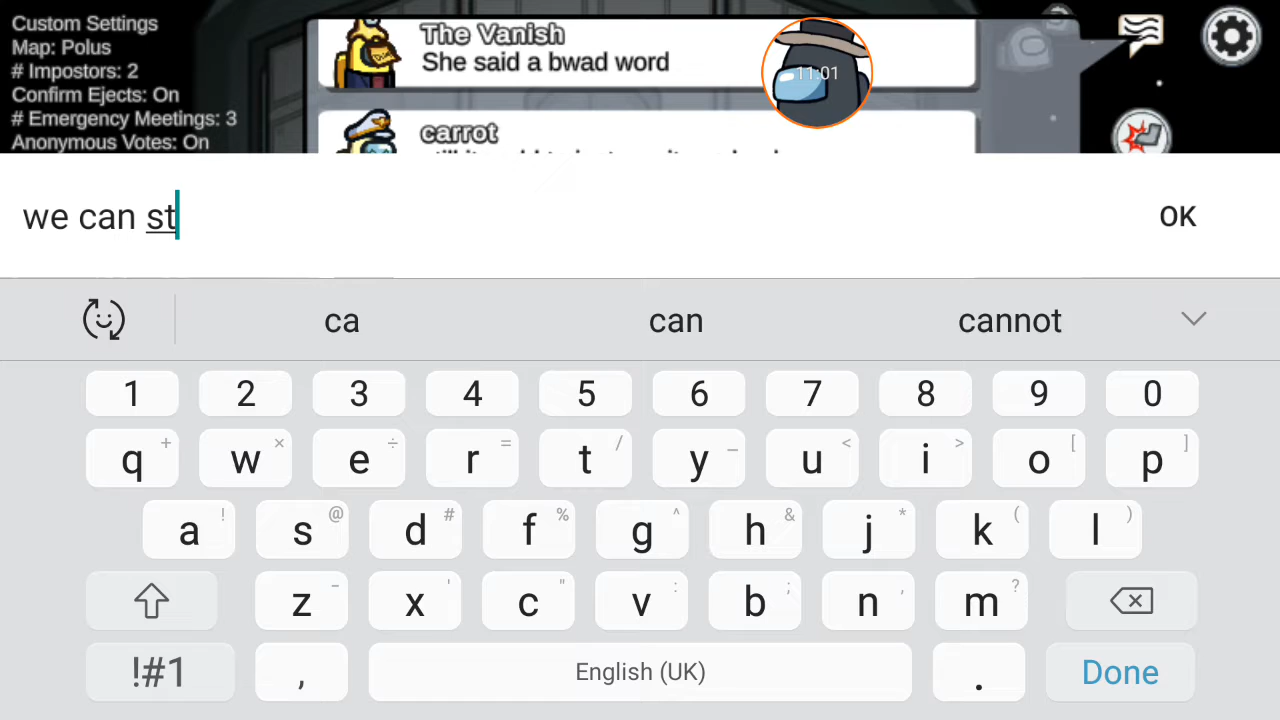 Custom Settings
Map: Polus
# Impostors: 2
Confirm Ejects: On
# Emergency Meetings: 3
Anonymous Votes: On
The Vanish
She said a bwad word
11:01
carrot
we can st
OK
ca can cannot
1 2 3 4 5 6 7 8 9 0
q + w × e ÷ r = t / y _ u < i > o [ p ]
a ! s @ d # f % g ^ h & j * k ( l )
z - x ' c " v : b ; n , m ?
!#1 , English (UK) . Done